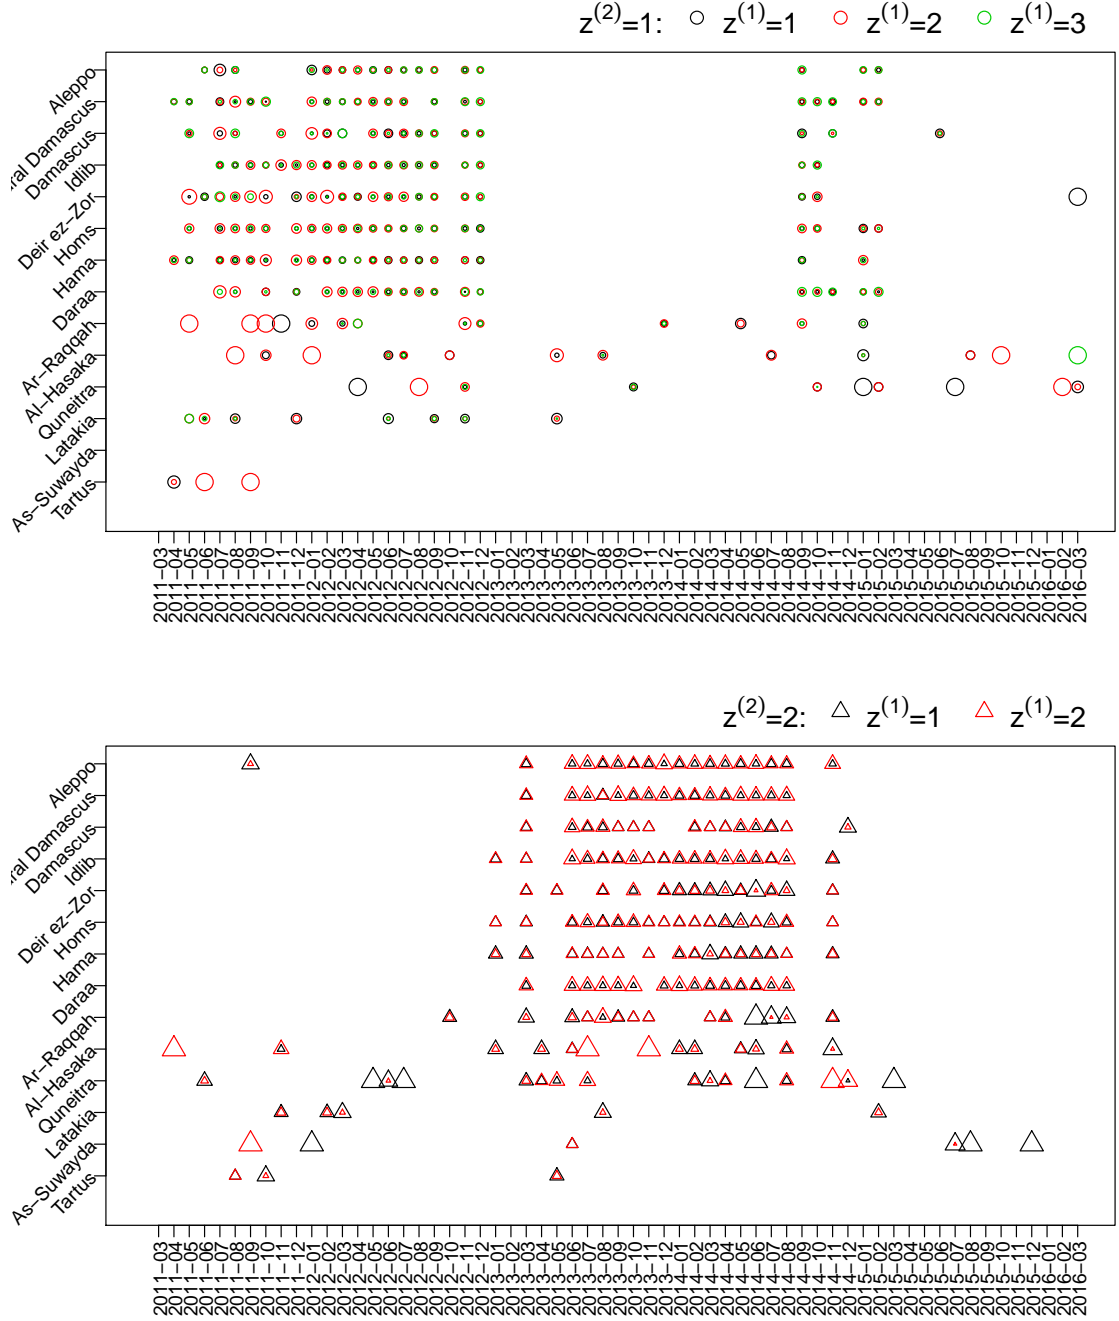 z(2)=1: z(1)=1 z(1)=2 z(1)=3
Aleppo
ral Damascus
Damascus
Idlib
Deir ez-Zor
Homs
Hama
Daraa
Ar-Raqqah
Al-Hasaka
Quneitra
Latakia
As-Suwayda
Tartus
2011-03 2011-04 2011-05 2011-06 2011-07 2011-08 2011-09 2011-10 2011-11 2011-12 2012-01 2012-02 2012-03 2012-04 2012-05 2012-06 2012-07 2012-08 2012-09 2012-10 2012-11 2012-12 2013-01 2013-02 2013-03 2013-04 2013-05 2013-06 2013-07 2013-08 2013-09 2013-10 2013-11 2013-12 2014-01 2014-02 2014-03 2014-04 2014-05 2014-06 2014-07 2014-08 2014-09 2014-10 2014-11 2014-12 2015-01 2015-02 2015-03 2015-04 2015-05 2015-06 2015-07 2015-08 2015-09 2015-10 2015-11 2015-12 2016-01 2016-02 2016-03
z(2)=2: z(1)=1 z(1)=2
Aleppo
ral Damascus
Damascus
Idlib
Deir ez-Zor
Homs
Hama
Daraa
Ar-Raqqah
Al-Hasaka
Quneitra
Latakia
As-Suwayda
Tartus
2011-03 2011-04 2011-05 2011-06 2011-07 2011-08 2011-09 2011-10 2011-11 2011-12 2012-01 2012-02 2012-03 2012-04 2012-05 2012-06 2012-07 2012-08 2012-09 2012-10 2012-11 2012-12 2013-01 2013-02 2013-03 2013-04 2013-05 2013-06 2013-07 2013-08 2013-09 2013-10 2013-11 2013-12 2014-01 2014-02 2014-03 2014-04 2014-05 2014-06 2014-07 2014-08 2014-09 2014-10 2014-11 2014-12 2015-01 2015-02 2015-03 2015-04 2015-05 2015-06 2015-07 2015-08 2015-09 2015-10 2015-11 2015-12 2016-01 2016-02 2016-03